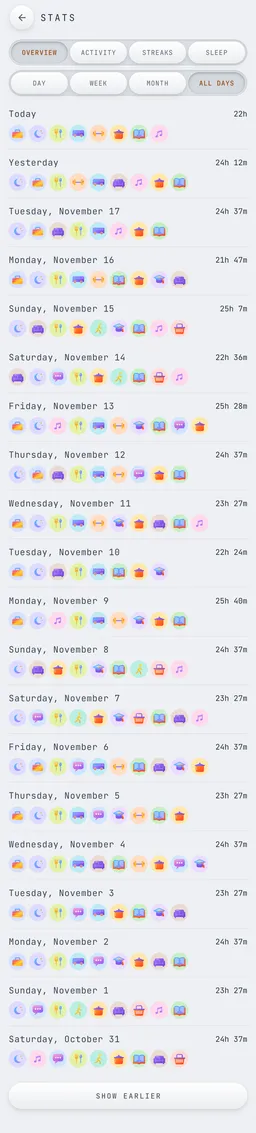 STATS
OVERVIEW ACTIVITY STREAKS SLEEP
DAY WEEK MONTH ALL DAYS
Today 22h
Yesterday 24h 12m
Tuesday, November 17 24h 37m
Monday, November 16 21h 47m
Sunday, November 15 25h 7m
Saturday, November 14 22h 36m
Friday, November 13 25h 28m
Thursday, November 12 24h 37m
Wednesday, November 11 23h 27m
Tuesday, November 10 22h 24m
Monday, November 9 25h 40m
Sunday, November 8 24h 37m
Saturday, November 7 23h 27m
Friday, November 6 24h 37m
Thursday, November 5 23h 27m
Wednesday, November 4 24h 37m
Tuesday, November 3 23h 27m
Monday, November 2 24h 37m
Sunday, November 1 23h 27m
Saturday, October 31 24h 37m
SHOW EARLIER